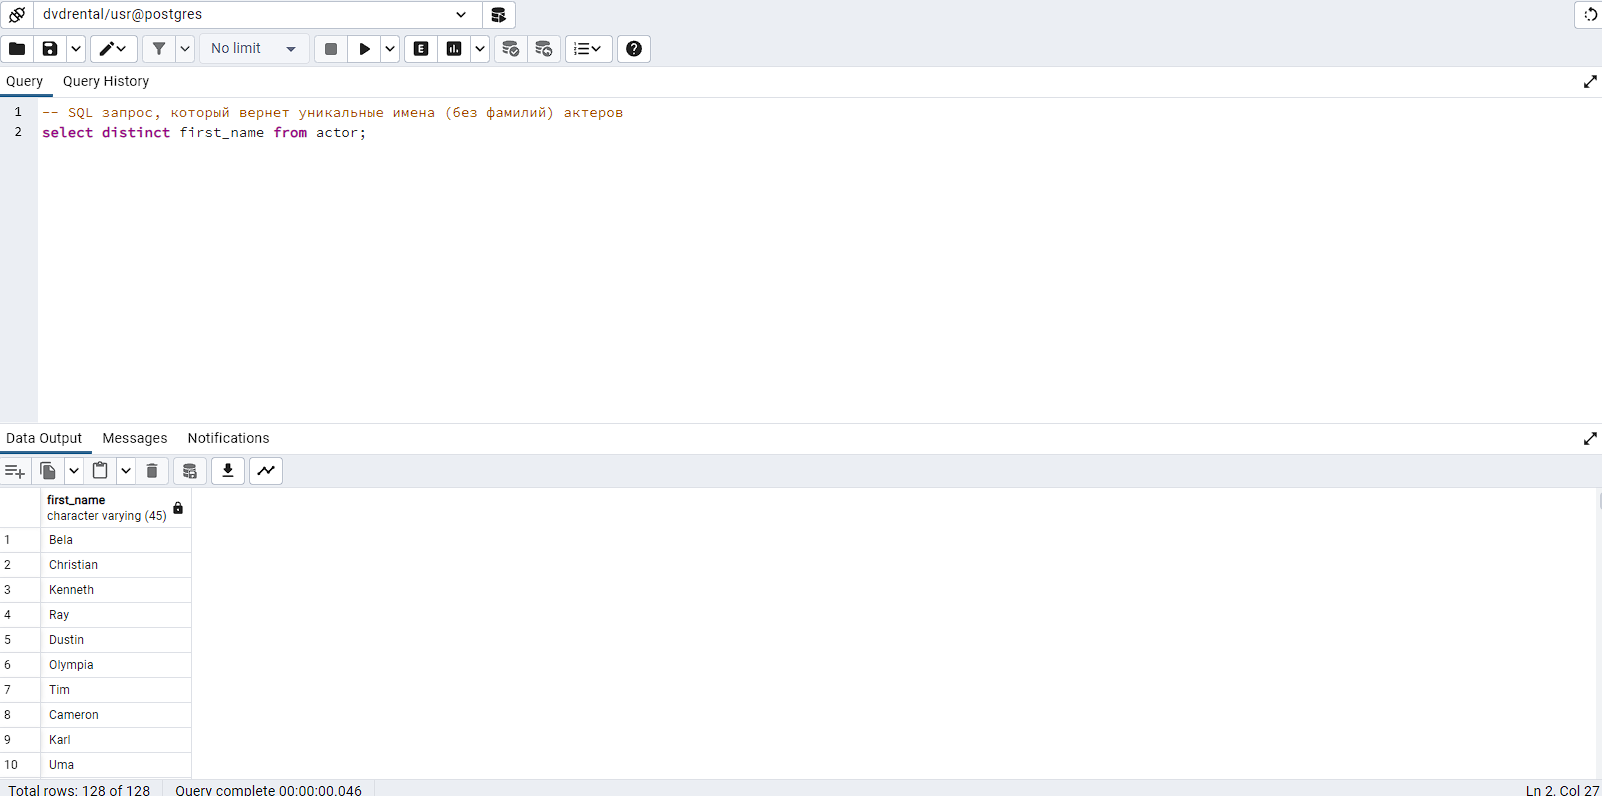 dvdrental/usr@postgres
No limit
E
Query Query History
1 -- SQL запрос, который вернет уникальные имена (без фамилий) актеров
2 select distinct first_name from actor;
Data Output Messages Notifications
first_name
character varying (45)
1 Bela
2 Christian
3 Kenneth
4 Ray
5 Dustin
6 Olympia
7 Tim
8 Cameron
9 Karl
10 Uma
Total rows: 128 of 128 Query complete 00:00:00.046 Ln 2, Col 27